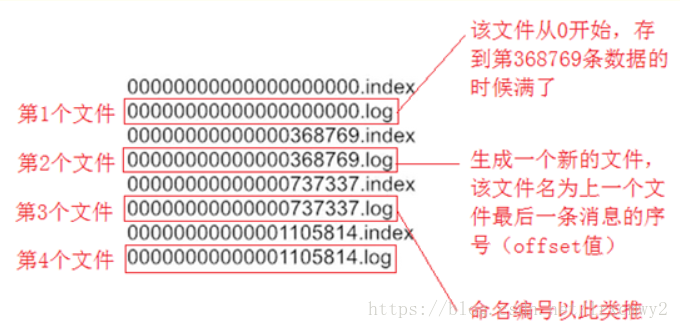 该文件从0开始，存
到第368769条数据的
时候满了
00000000000000000000.index
第1个文件 00000000000000000000.log
00000000000000368769.index
第2个文件 00000000000000368769.log
生成一个新的文件，
该文件名为上一个文
件最后一条消息的序
号（offset值）
00000000000000737337.index
第3个文件 00000000000000737337.log
00000000000001105814.index
第4个文件 00000000000001105814.log
命名编号以此类推